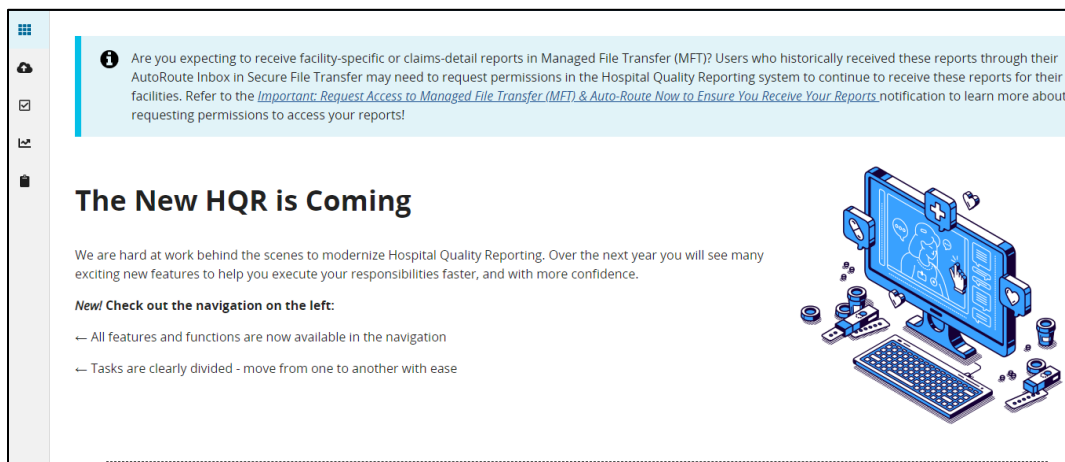 Are you expecting to receive facility-specific or claims-detail reports in Managed File Transfer (MFT)? Users who historically received these reports through their
AutoRoute Inbox in Secure File Transfer may need to request permissions in the Hospital Quality Reporting system to continue to receive these reports for their
facilities. Refer to the Important: Request Access to Managed File Transfer (MFT) & Auto-Route Now to Ensure You Receive Your Reports notification to learn more about
requesting permissions to access your reports!
The New HQR is Coming
We are hard at work behind the scenes to modernize Hospital Quality Reporting. Over the next year you will see many
exciting new features to help you execute your responsibilities faster, and with more confidence.
New! Check out the navigation on the left:
← All features and functions are now available in the navigation
← Tasks are clearly divided - move from one to another with ease